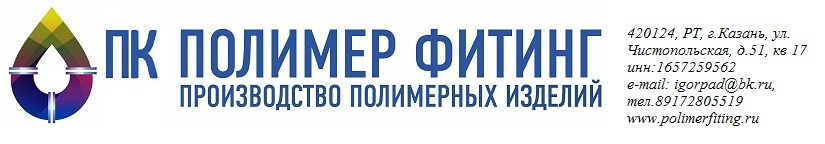 ПК ПОЛИМЕР ФИТИНГ
ПРОИЗВОДСТВО ПОЛИМЕРНЫХ ИЗДЕЛИЙ
420124, РТ, г.Казань, ул.
Чистопольская, д.51, кв 17
инн:1657259562
e-mail: igorpad@bk.ru,
тел.89172805519
www.polimerfiting.ru